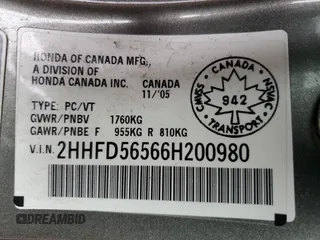 HONDA OF CANADA MFG.,
A DIVISION OF
HONDA CANADA INC. CANADA
11/'05
TYPE: PC/VT
GVWR/PNBV 1760KG
GAWR/PNBE F 955KG R 810KG
V.I.N. 2HHFD56566H200980
CANADA
CMVSS NSVAC
942
TRANSPORT
DREAMBID